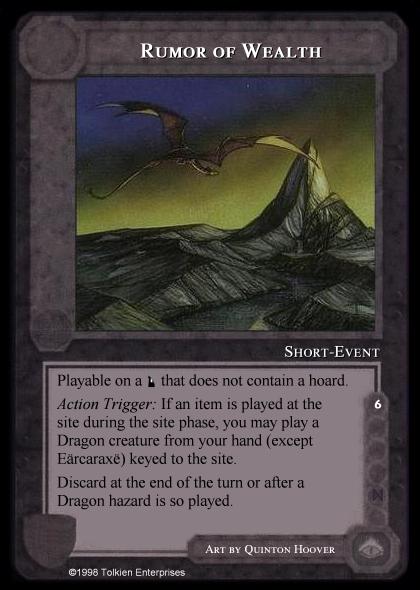 Rumor of Wealth
Short-Event
Playable on a that does not contain a hoard.
Action Trigger: If an item is played at the
site during the site phase, you may play a
Dragon creature from your hand (except
Eärcaraxë) keyed to the site.
Discard at the end of the turn or after a
Dragon hazard is so played.
6
Art by Quinton Hoover
©1998 Tolkien Enterprises